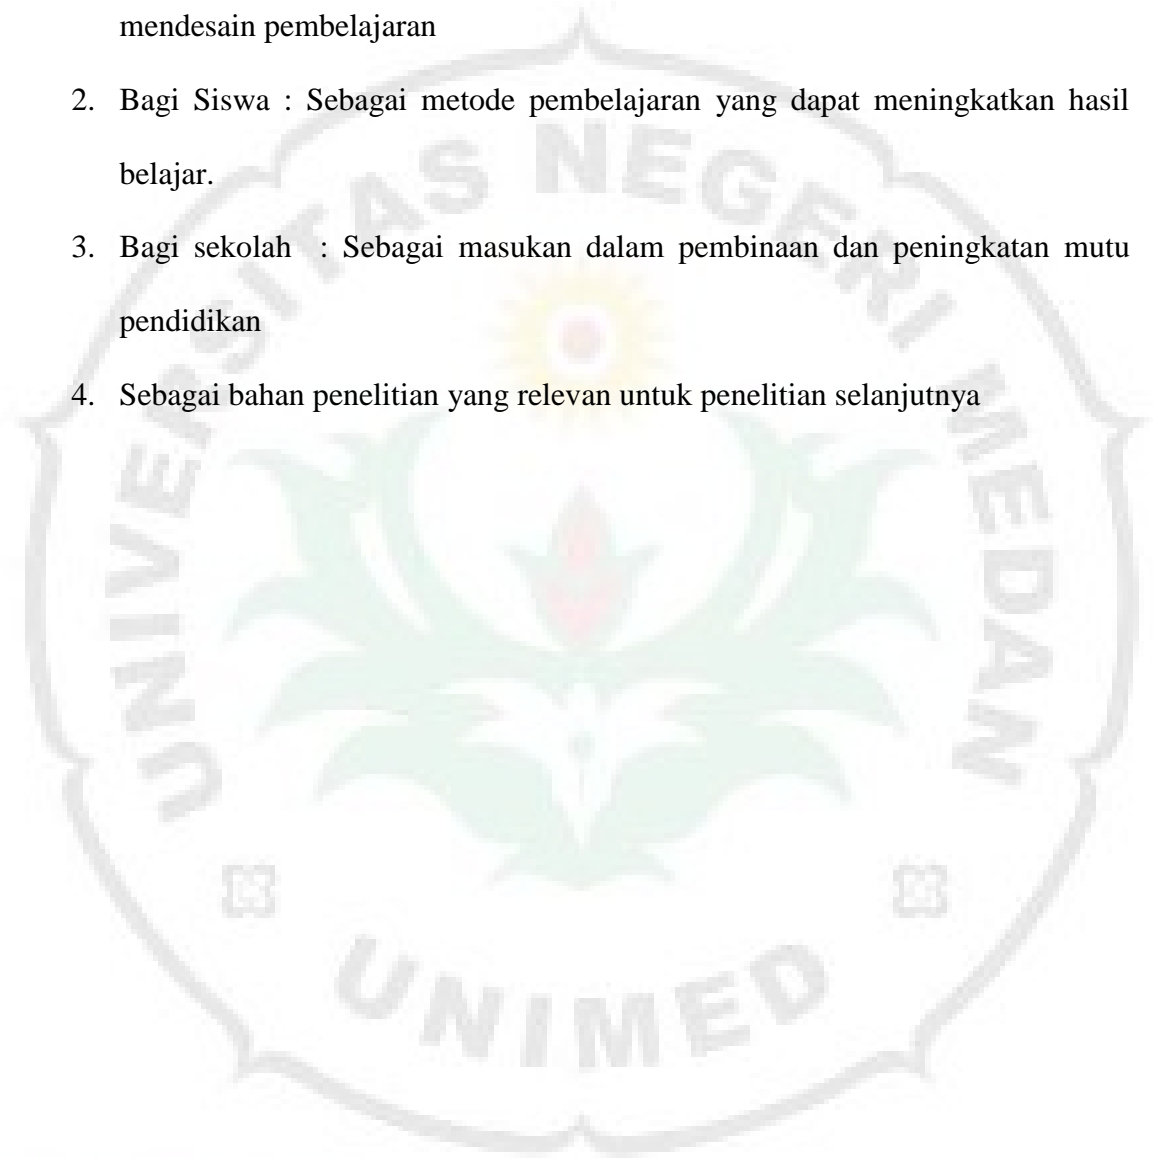 mendesain pembelajaran
2. Bagi Siswa : Sebagai metode pembelajaran yang dapat meningkatkan hasil
belajar.
3. Bagi sekolah : Sebagai masukan dalam pembinaan dan peningkatan mutu
pendidikan
4. Sebagai bahan penelitian yang relevan untuk penelitian selanjutnya
UNIVERSITAS NEGERI MEDAN
UNIMED